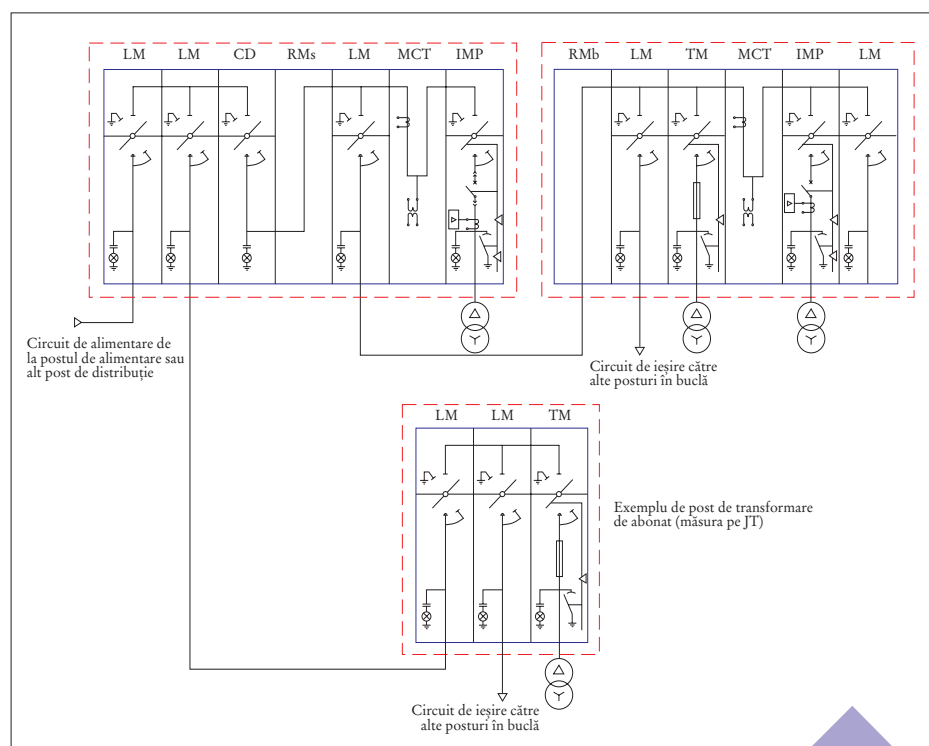 LM LM CD RMs LM MCT IMP
RMb LM TM MCT IMP LM
Circuit de alimentare de
la postul de alimentare sau
alt post de distribuție
Circuit de ieșire către
alte posturi în buclă
LM LM TM
Exemplu de post de transformare
de abonat (măsura pe JT)
Circuit de ieșire către
alte posturi în buclă